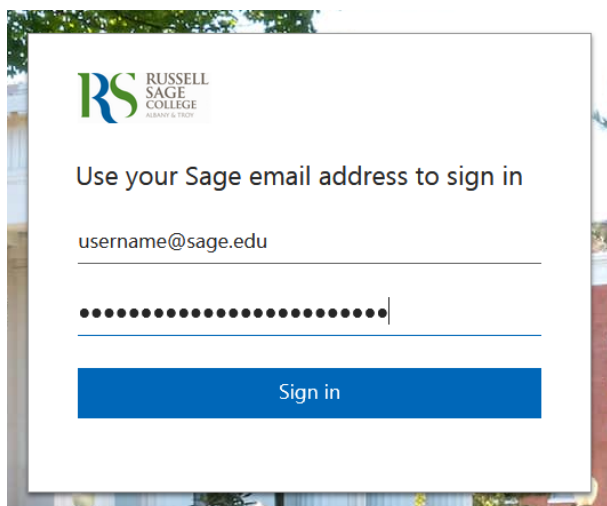 RS RUSSELL
SAGE
COLLEGE
ALBANY & TROY
Use your Sage email address to sign in
username@sage.edu
●●●●●●●●●●●●●●●●●●●●●●●●●
Sign in